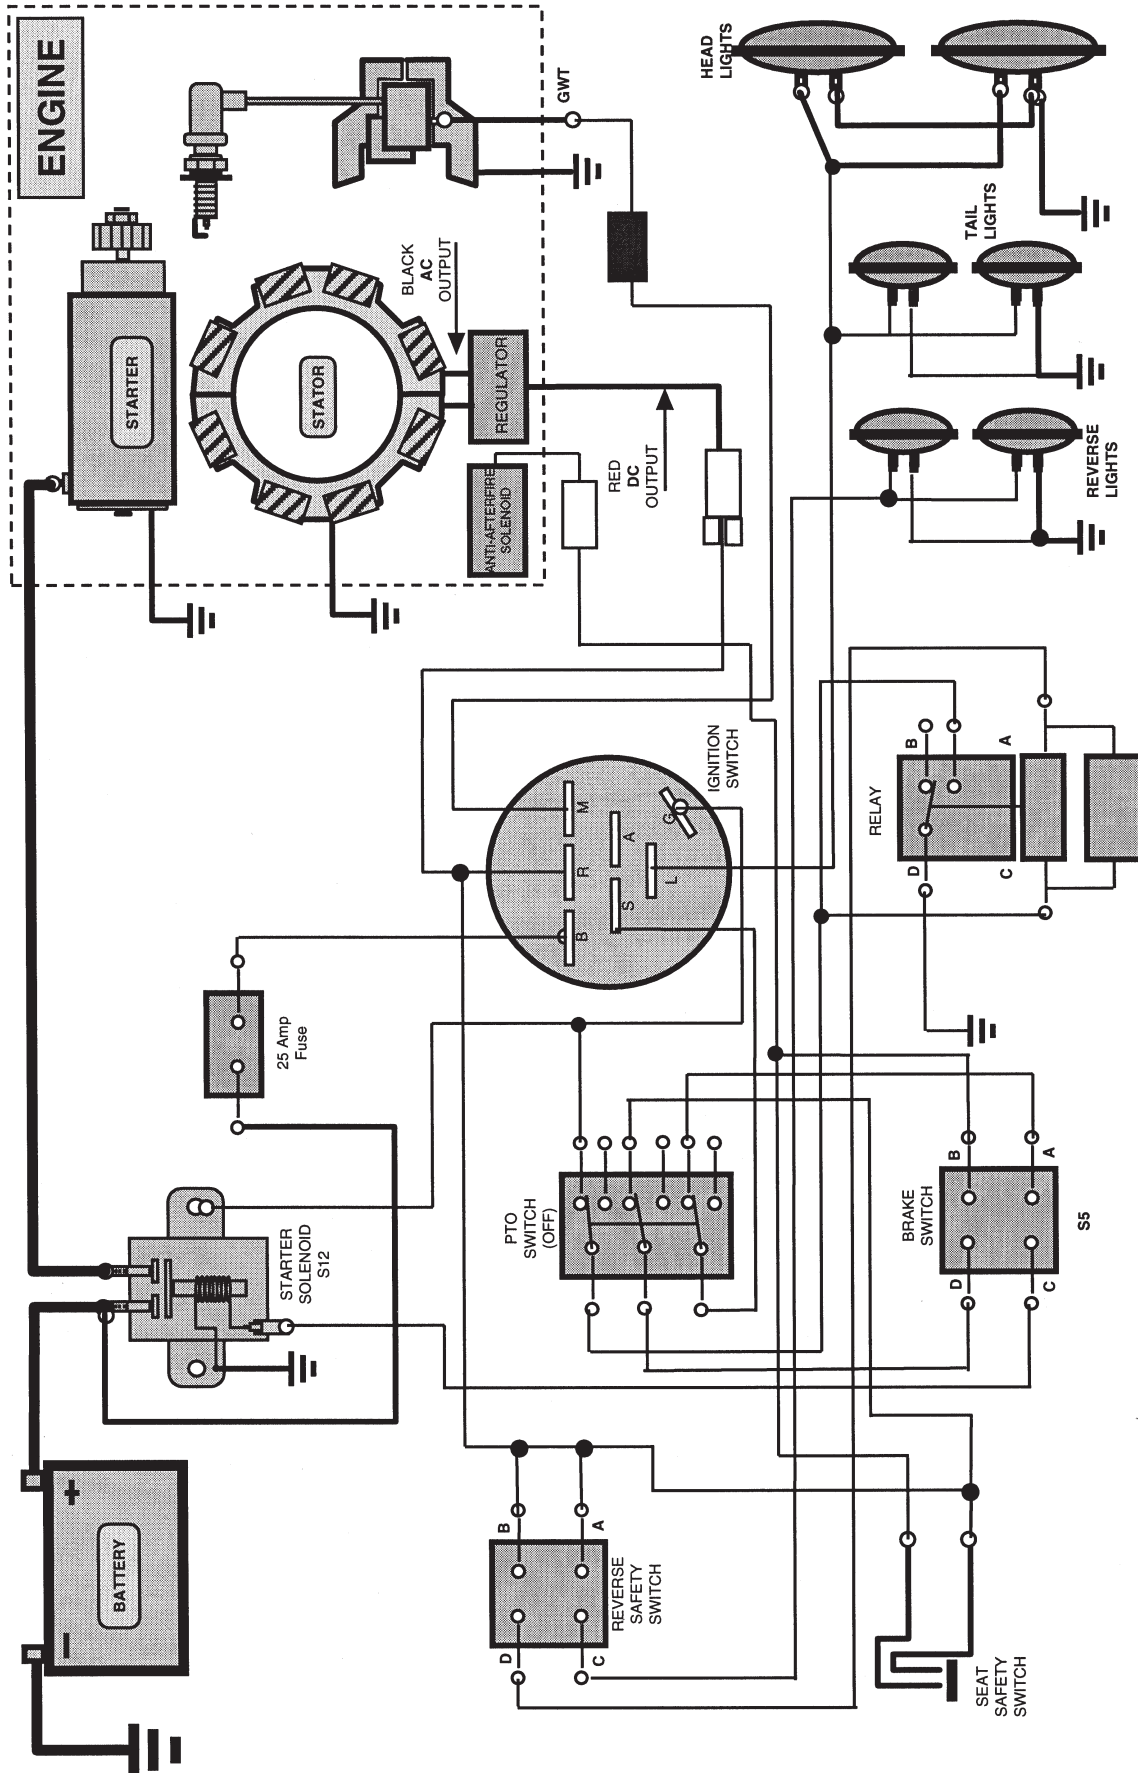 ENGINE
HEAD
LIGHTS
GWT
TAIL
LIGHTS
STARTER
BLACK
AC
OUTPUT
STATOR
REGULATOR
ANTI-AFTERFIRE
SOLENOID
RED
DC
OUTPUT
REVERSE
LIGHTS
IGNITION
SWITCH
M
R
B
A
S
L
G
RELAY
B
A
D
C
25 Amp
Fuse
STARTER
SOLENOID
S12
PTO
SWITCH
(OFF)
BRAKE
SWITCH
B
A
D
C
S5
BATTERY
+
−
REVERSE
SAFETY
SWITCH
B
A
D
C
SEAT
SAFETY
SWITCH